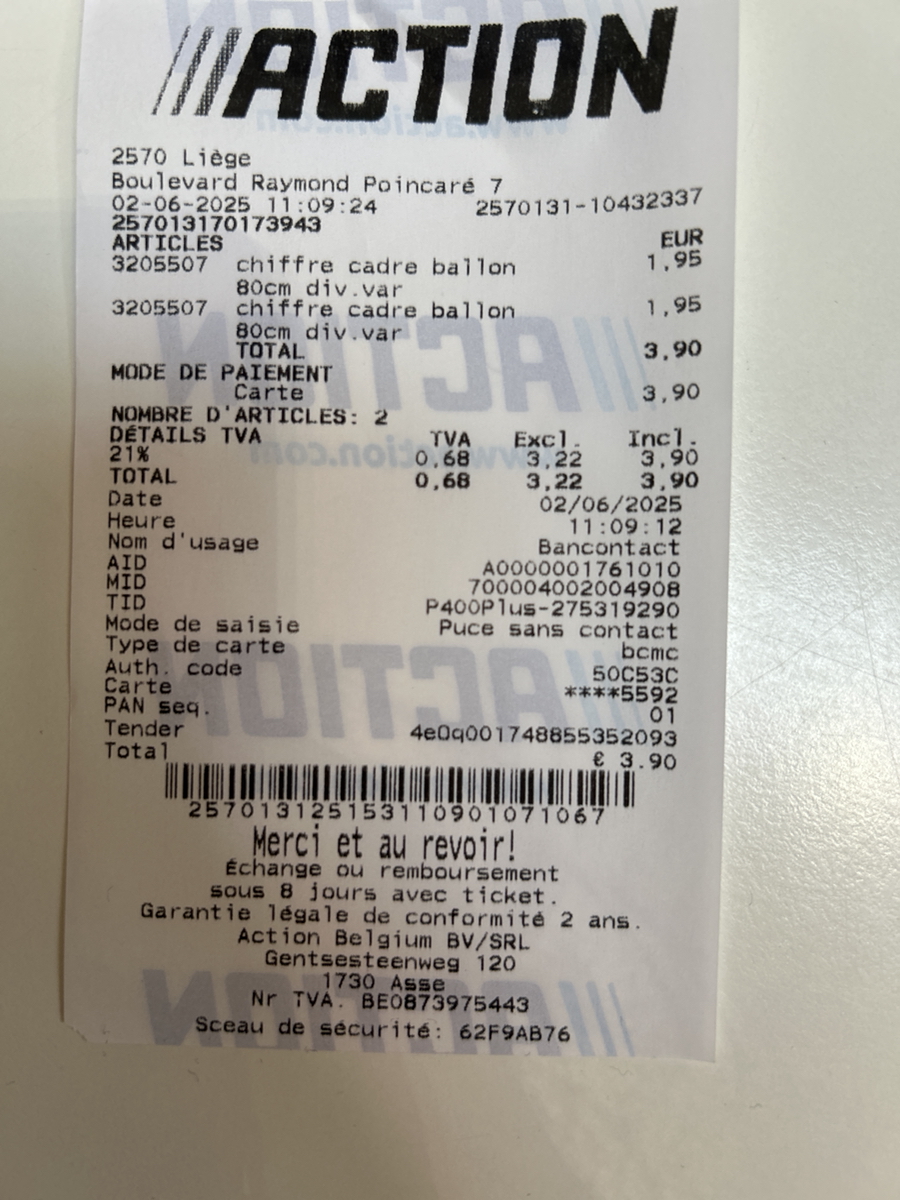 ACTION
2570 Liège
Boulevard Raymond Poincaré 7
02-06-2025 11:09:24 2570131-10432337
257013170173943
ARTICLES EUR
3205507 chiffre cadre ballon 1,95
80cm div.var
3205507 chiffre cadre ballon 1,95
80cm div.var
TOTAL 3,90
MODE DE PAIEMENT
Carte 3,90
NOMBRE D'ARTICLES: 2
DÉTAILS TVA TVA Excl. Incl.
21% 0,68 3,22 3,90
TOTAL 0,68 3,22 3,90
Date 02/06/2025
Heure 11:09:12
Nom d'usage Bancontact
AID A0000001761010
MID 700004002004908
TID P400Plus-275319290
Mode de saisie Puce sans contact
Type de carte bcmc
Auth. code 50C53C
Carte ****5592
PAN seq. 01
Tender 4e0q001748855352093
Total € 3.90
257013125153110901071067
Merci et au revoir!
Échange ou remboursement
sous 8 jours avec ticket.
Garantie légale de conformité 2 ans.
Action Belgium BV/SRL
Gentsesteenweg 120
1730 Asse
Nr TVA. BE0873975443
Sceau de sécurité: 62F9AB76